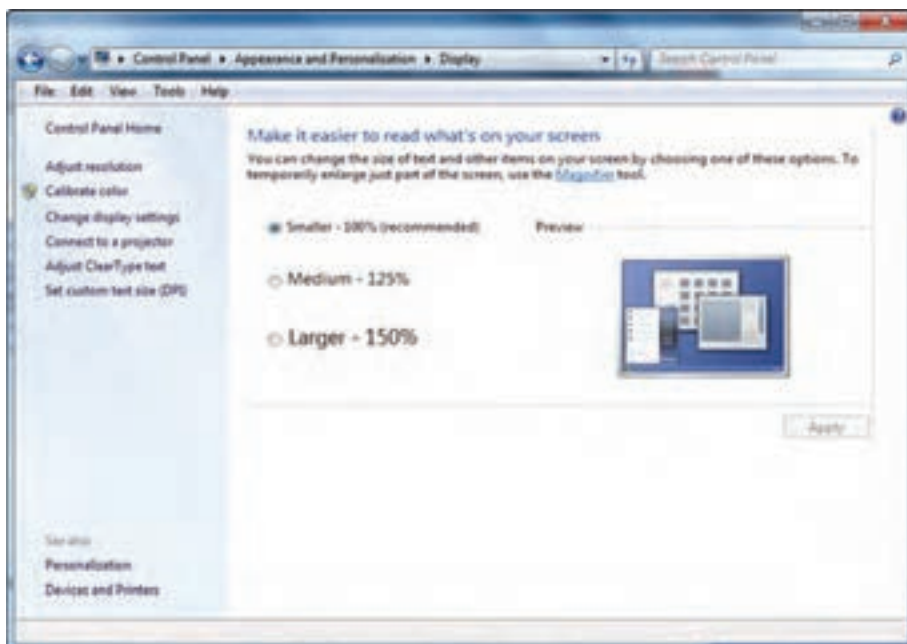 Control Panel ▸ Appearance and Personalization ▸ Display
Search Control Panel
File Edit View Tools Help
Control Panel Home
Adjust resolution
Calibrate color
Change display settings
Connect to a projector
Adjust ClearType text
Set custom text size (DPI)
See also
Personalization
Devices and Printers
Make it easier to read what's on your screen
You can change the size of text and other items on your screen by choosing one of these options. To
temporarily enlarge just part of the screen, use the Magnifier tool.
Smaller - 100% (recommended)
Preview
Medium - 125%
Larger - 150%
Apply